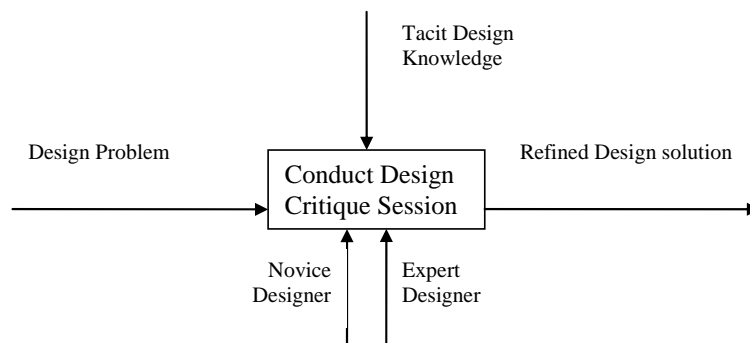 Tacit Design
Knowledge
Design Problem
Refined Design solution
Conduct Design
Critique Session
Novice
Designer
Expert
Designer